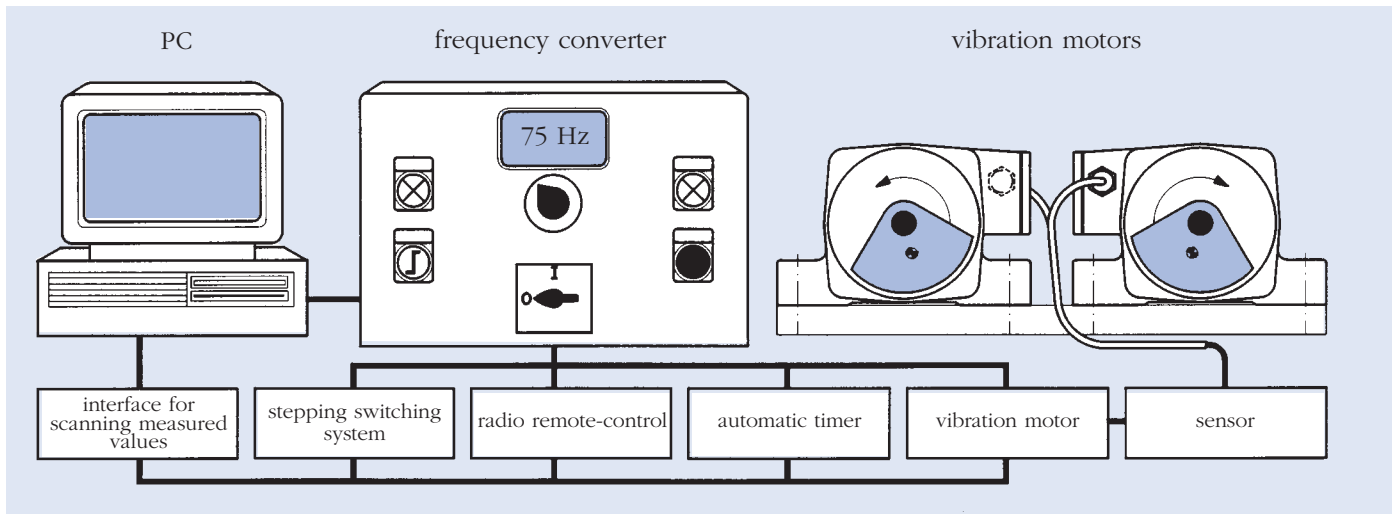 PC
frequency converter
vibration motors
75 Hz
I
0
interface for
scanning measured
values
stepping switching
system
radio remote-control
automatic timer
vibration motor
sensor